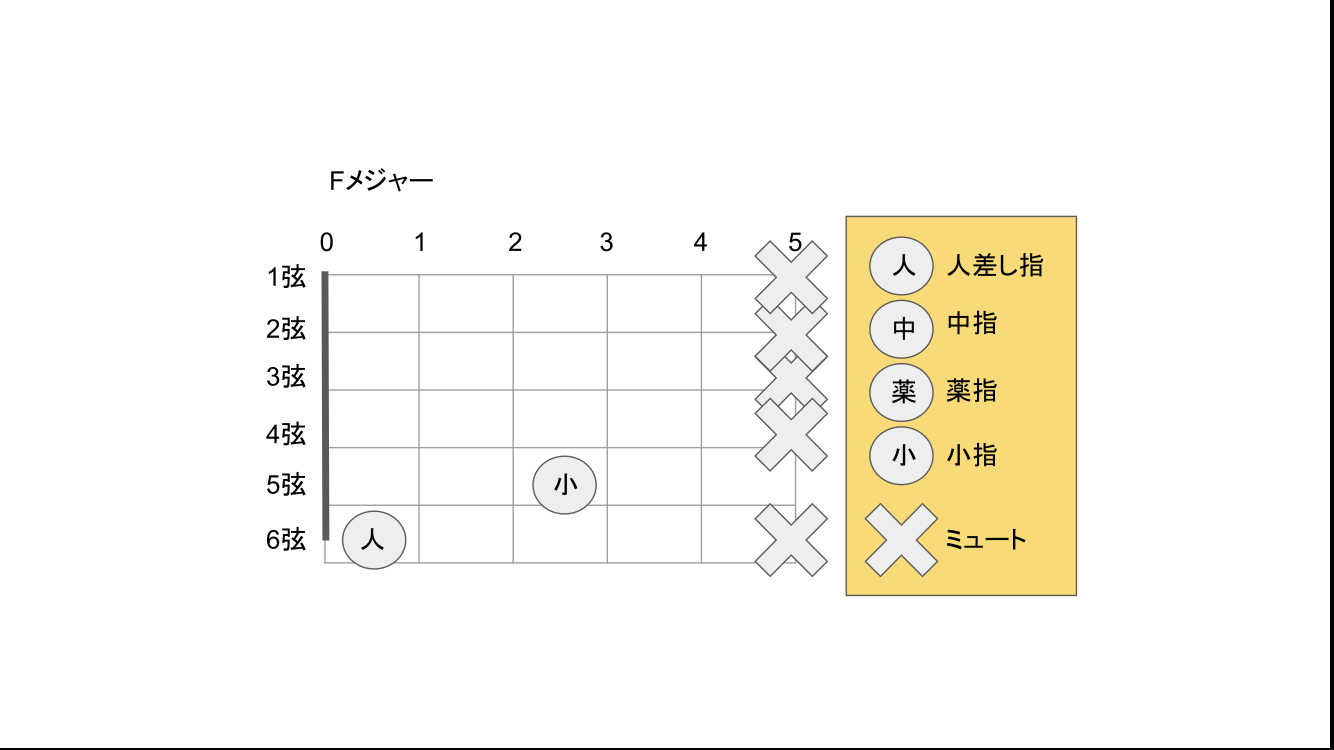 Fメジャー
0 1 2 3 4 5
1弦
2弦
3弦
4弦
5弦
小
6弦
人
人 人差し指
中 中指
薬 薬指
小 小指
ミュート